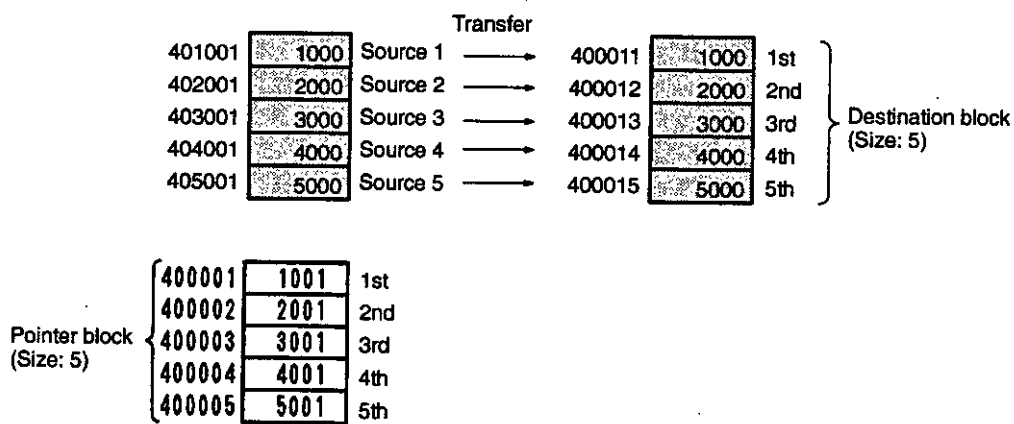 Transfer
401001 1000 Source 1 400011 1000 1st
402001 2000 Source 2 400012 2000 2nd
403001 3000 Source 3 400013 3000 3rd
404001 4000 Source 4 400014 4000 4th
405001 5000 Source 5 400015 5000 5th
Destination block
(Size: 5)
Pointer block
(Size: 5)
400001 1001 1st
400002 2001 2nd
400003 3001 3rd
400004 4001 4th
400005 5001 5th